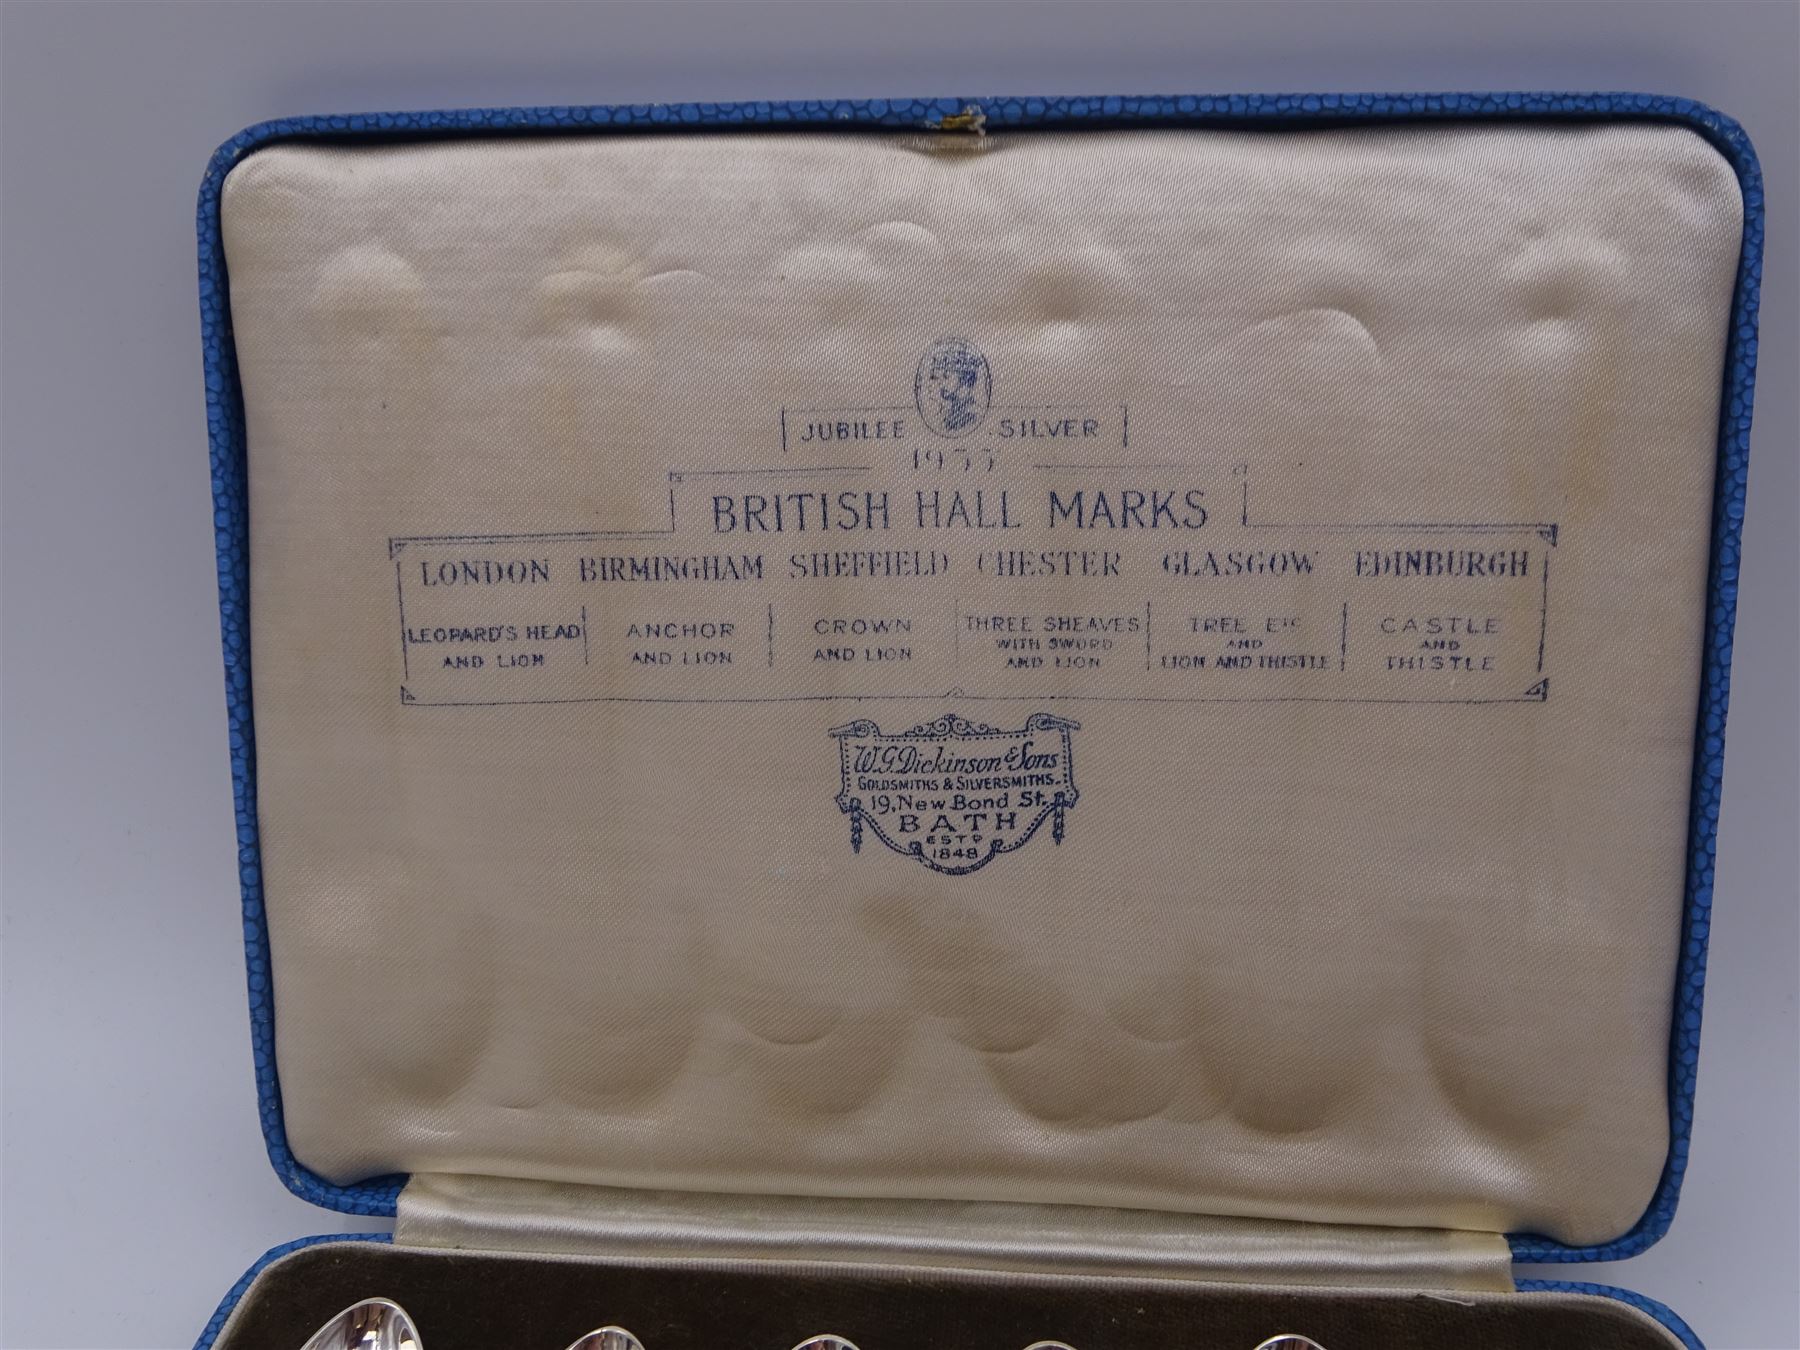 JUBILEE SILVER
BRITISH HALL MARKS
LONDON BIRMINGHAM SHEFFIELD CHESTER GLASGOW EDINBURGH
LEOPARD'S HEAD ANCHOR CROWN THREE SHEAVES TREE ETC CASTLE
AND LION AND LION AND LION WITH SWORD AND AND
AND LION LION AND THISTLE THISTLE
W.G. Dickinson & Sons
GOLDSMITHS & SILVERSMITHS.
19, New Bond St.
BATH
ESTD
1848